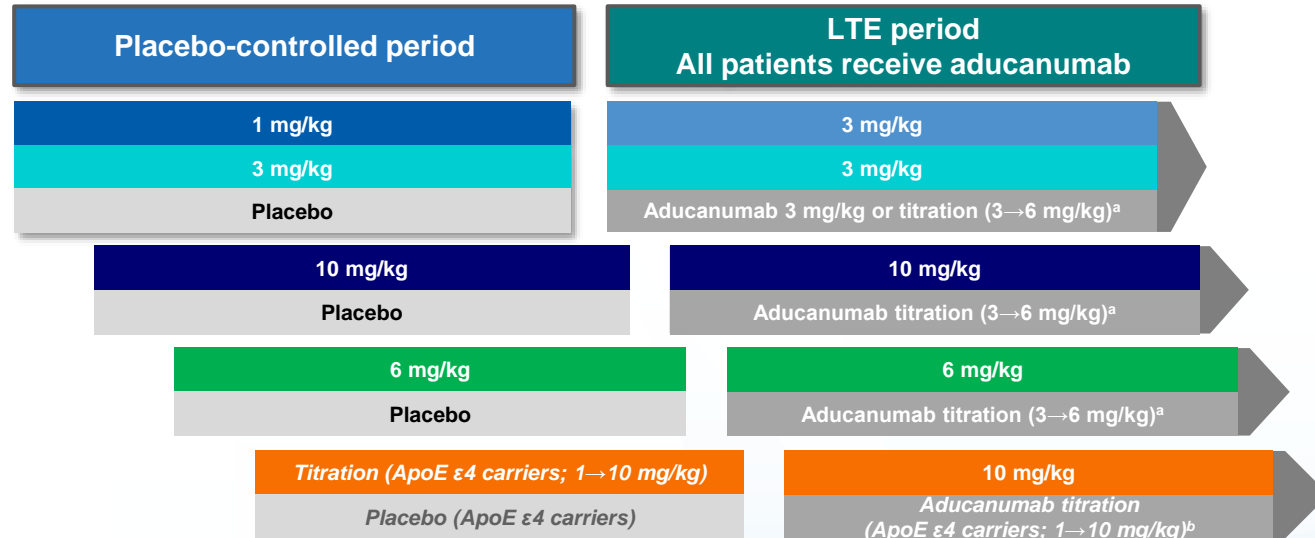 Placebo-controlled period
LTE period
All patients receive aducanumab
1 mg/kg
3 mg/kg
3 mg/kg
3 mg/kg
Placebo
Aducanumab 3 mg/kg or titration (3→6 mg/kg)ᵃ
10 mg/kg
10 mg/kg
Placebo
Aducanumab titration (3→6 mg/kg)ᵃ
6 mg/kg
6 mg/kg
Placebo
Aducanumab titration (3→6 mg/kg)ᵃ
Titration (ApoE ε4 carriers; 1→10 mg/kg)
10 mg/kg
Placebo (ApoE ε4 carriers)
Aducanumab titration
(ApoE ε4 carriers; 1→10 mg/kg)ᵇ